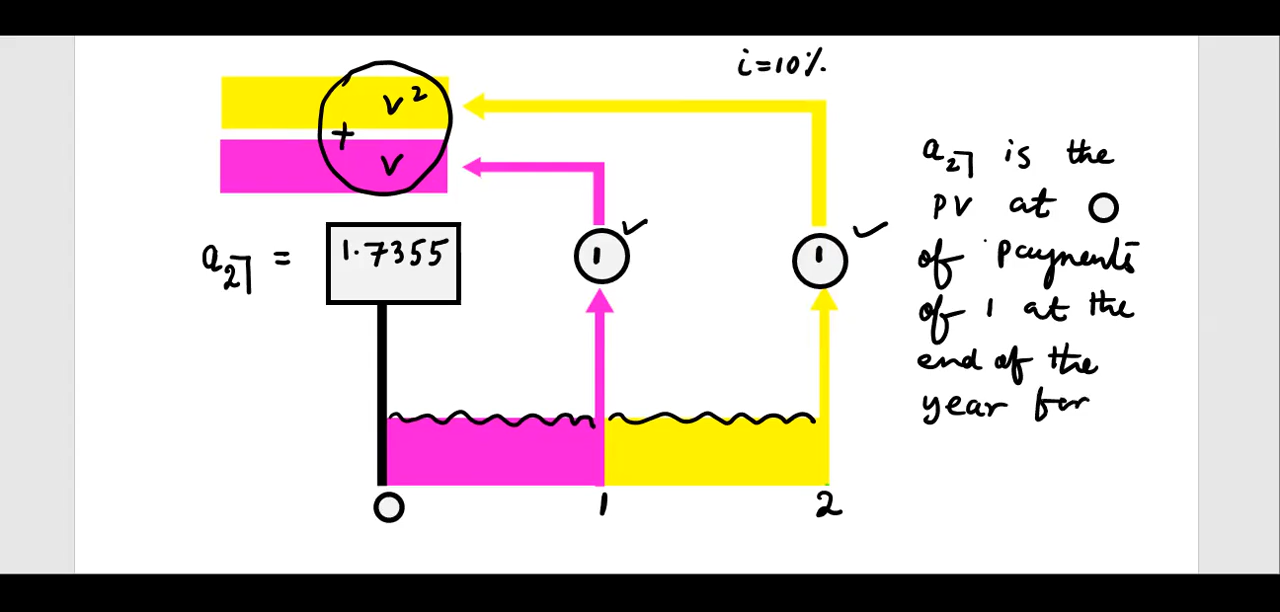 i=10%
v²
+
v
a2⌉ = 1.7355
1
1
0
1
2
a2⌉ is the
PV at 0
of payments
of 1 at the
end of the
year for